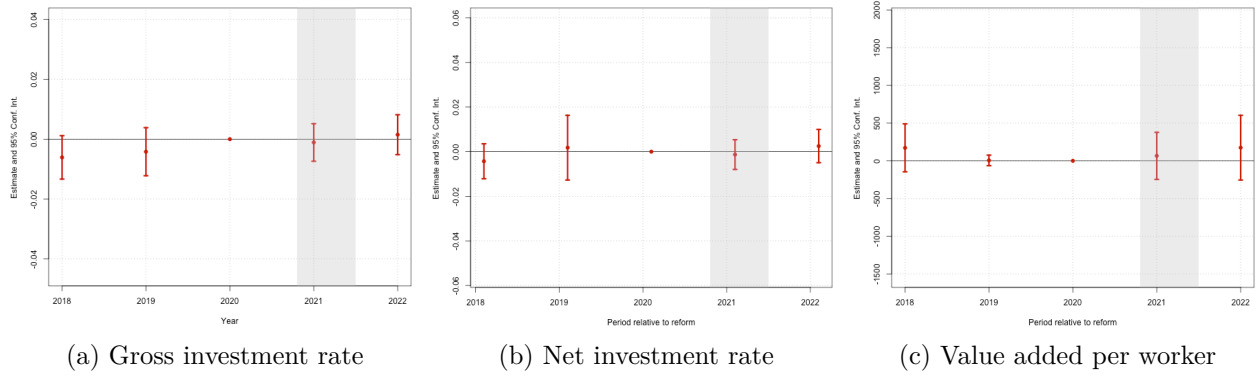 Estimate and 95% Conf. Int.
0.04
0.02
0.00
-0.02
-0.04
2018 2019 2020 2021 2022
Year
(a) Gross investment rate
Estimate and 95% Conf. Int.
0.06
0.04
0.02
0.00
-0.02
-0.04
-0.06
2018 2019 2020 2021 2022
Period relative to reform
(b) Net investment rate
Estimate and 95% Conf. Int.
2000
1500
1000
500
0
-500
-1000
-1500
2018 2019 2020 2021 2022
Period relative to reform
(c) Value added per worker